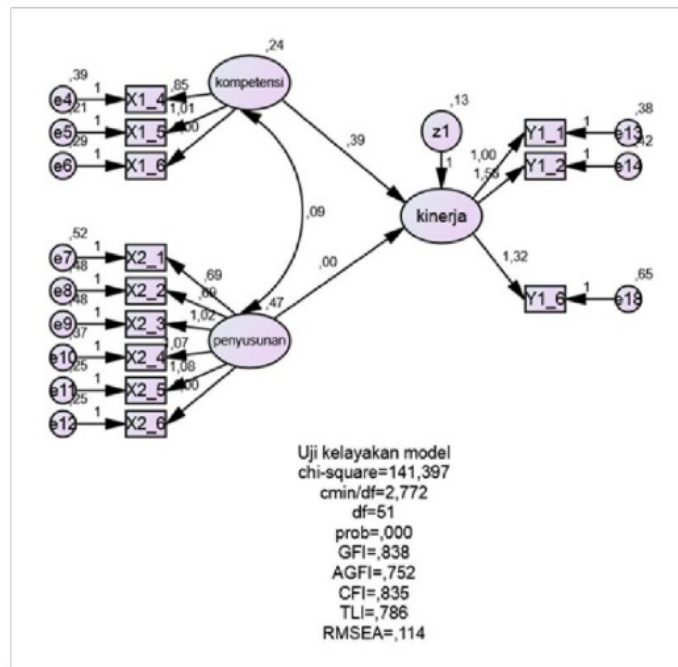 ,24
kompetensi
,39
e4
1
X1_4
,85
,21
e5
1
X1_5
1,01
,29
e6
1
X1_6
,00
,13
z1
1
,39
Y1_1
1
,38
e13
1,00
Y1_2
1
,42
e14
kinerja
1,32
Y1_6
1
,65
e18
,09
,00
,52
e7
1
X2_1
,69
,48
e8
1
X2_2
,48
e9
1
X2_3
1,02
,37
e10
1
X2_4
1,07
,25
e11
1
X2_5
1,08
,25
e12
1
X2_6
,00
,47
penyusunan
Uji kelayakan model
chi-square=141,397
cmin/df=2,772
df=51
prob=,000
GFI=,838
AGFI=,752
CFI=,835
TLI=,786
RMSEA=,114